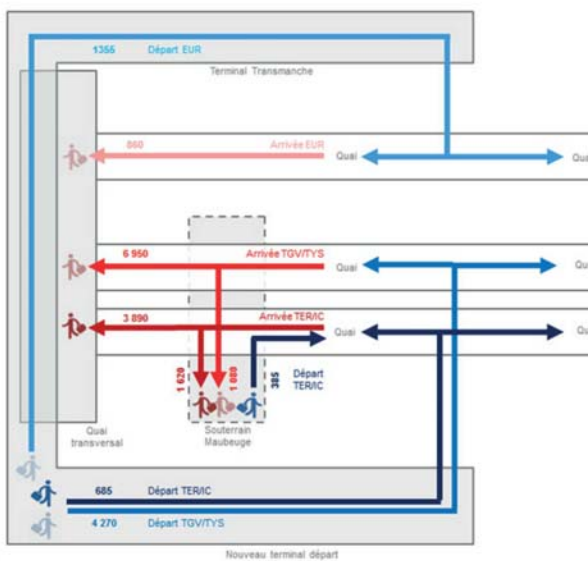 1355 Départ EUR
Terminal Transmanche
860 Arrivée EUR
Quai
Quai
6 950 Arrivée TGV/TYS
Quai
Qu
3 890 Arrivée TER/IC
Quai
Qu
1 620
1 080
385
Départ
TER/IC
Quai
transversal
Souterrain
Maubeuge
685 Départ TER/IC
4 270 Départ TGV/TYS
Nouveau terminal départ